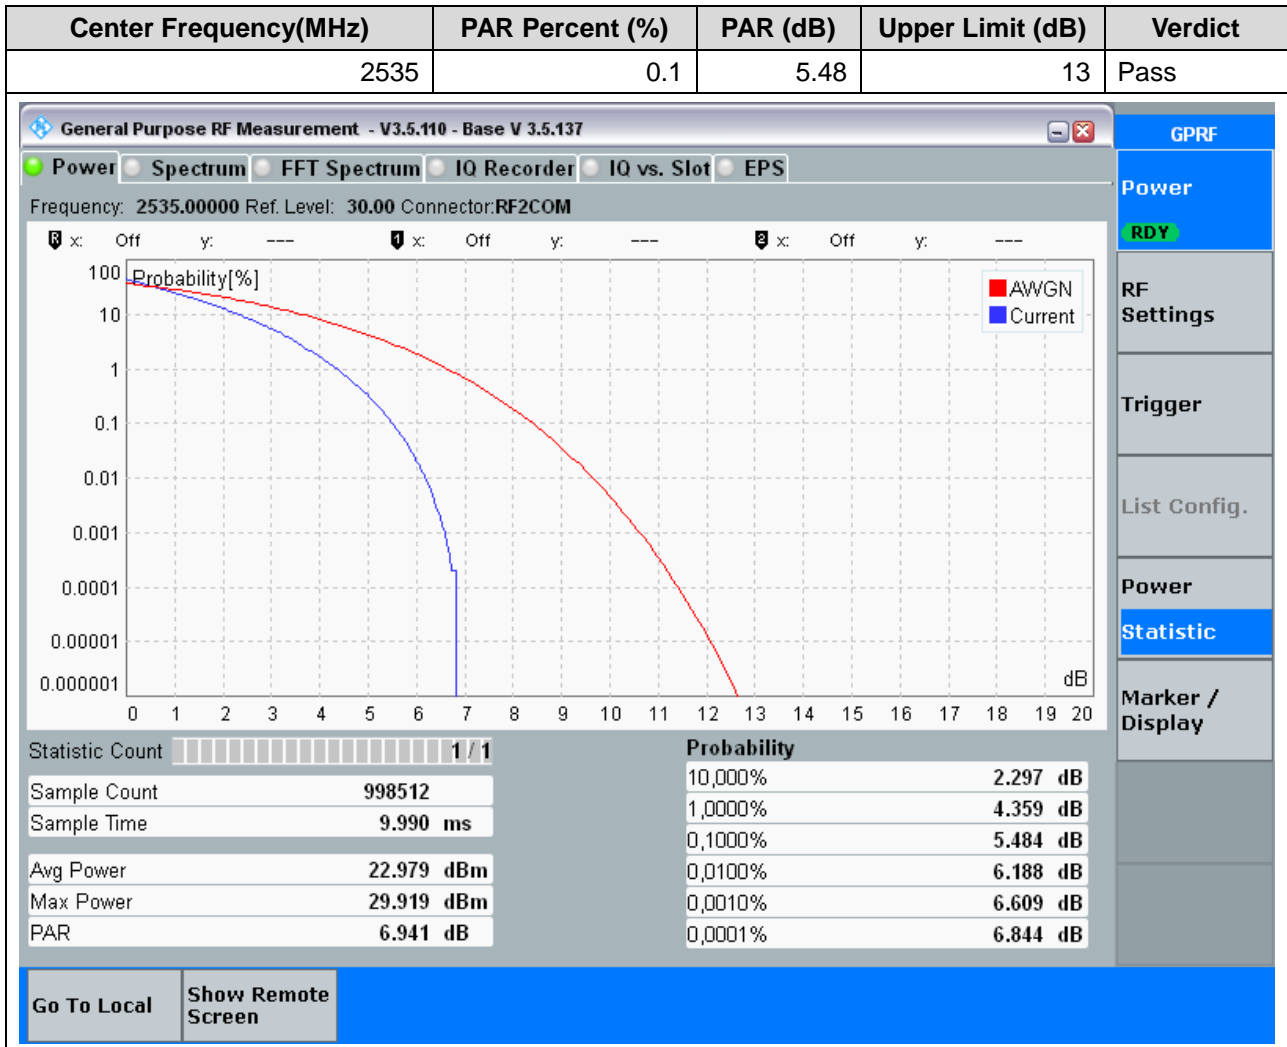 Center Frequency(MHz) PAR Percent (%) PAR (dB) Upper Limit (dB) Verdict
2535 0.1 5.48 13 Pass
General Purpose RF Measurement - V3.5.110 - Base V 3.5.137
GPRF
Power Spectrum FFT Spectrum IQ Recorder IQ vs. Slot EPS
Power
RDY
Frequency: 2535.00000 Ref. Level: 30.00 Connector:RF2COM
R x: Off y: --- 1 x: Off y: --- 2 x: Off y: ---
Probability[%]
AWGN
Current
100
10
1
0.1
0.01
0.001
0.0001
0.00001
0.000001
dB
0 1 2 3 4 5 6 7 8 9 10 11 12 13 14 15 16 17 18 19 20
RF
Settings
Trigger
List Config.
Power
Statistic
Marker /
Display
Statistic Count 1 / 1
Sample Count 998512
Sample Time 9.990 ms
Avg Power 22.979 dBm
Max Power 29.919 dBm
PAR 6.941 dB
Probability
10,000% 2.297 dB
1,0000% 4.359 dB
0,1000% 5.484 dB
0,0100% 6.188 dB
0,0010% 6.609 dB
0,0001% 6.844 dB
Go To Local
Show Remote
Screen